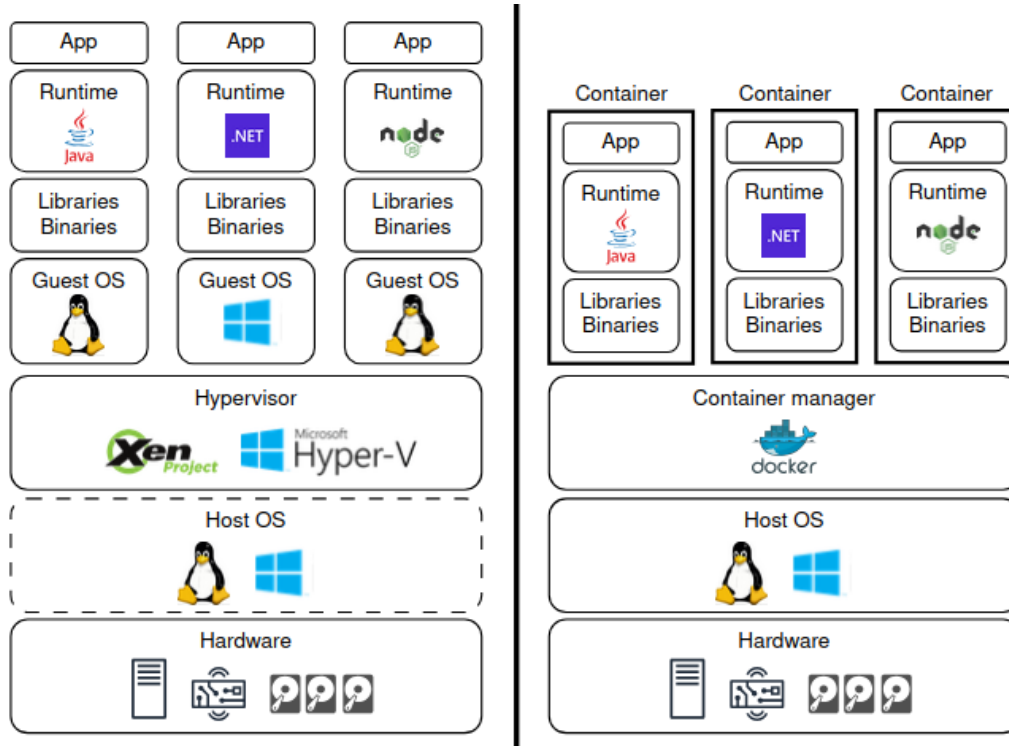 App
App
App
Runtime
Java
Runtime
.NET
Runtime
node
JS
Libraries
Binaries
Libraries
Binaries
Libraries
Binaries
Guest OS
Guest OS
Guest OS
Hypervisor
Xen
Project
Microsoft
Hyper-V
Host OS
Hardware
Container
Container
Container
App
App
App
Runtime
Java
Runtime
.NET
Runtime
node
JS
Libraries
Binaries
Libraries
Binaries
Libraries
Binaries
Container manager
docker
Host OS
Hardware